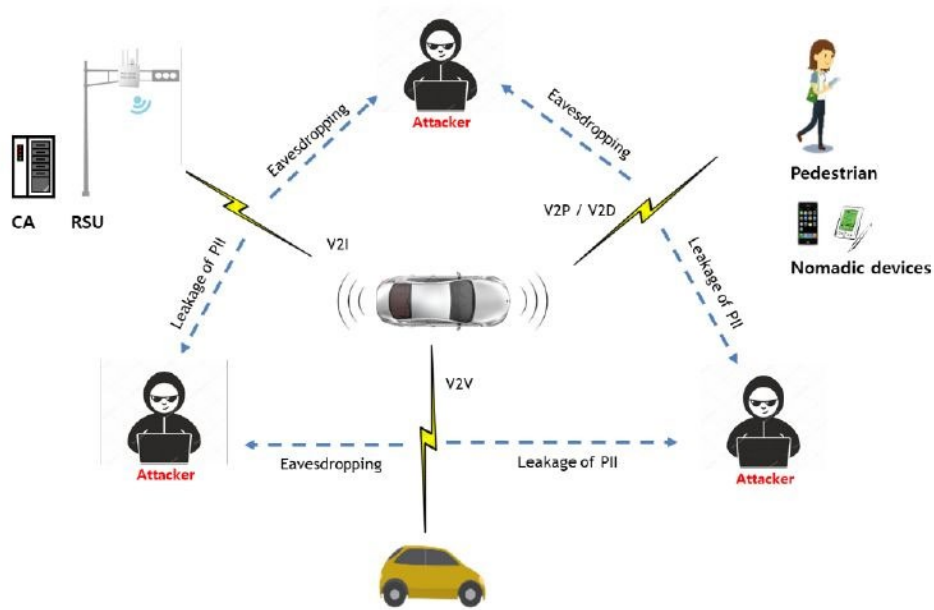 Attacker
Eavesdropping
Eavesdropping
Pedestrian
CA
RSU
V2P / V2D
V2I
Nomadic devices
Leakage of PII
Leakage of PII
V2V
Attacker
Eavesdropping
Leakage of PII
Attacker